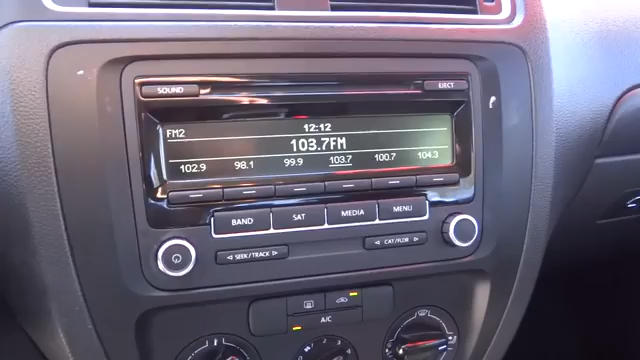 SOUND
EJECT
FM2
12:12
103.7FM
102.9 98.1 99.9 103.7 100.7 104.3
BAND SAT MEDIA MENU
SEEK/TRACK
CAT/FLDR
A/C